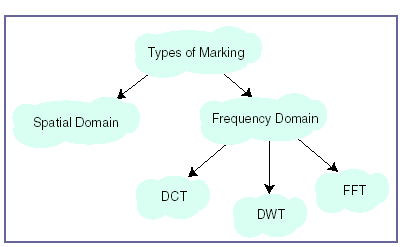 Types of Marking
Spatial Domain
Frequency Domain
DCT
DWT
FFT